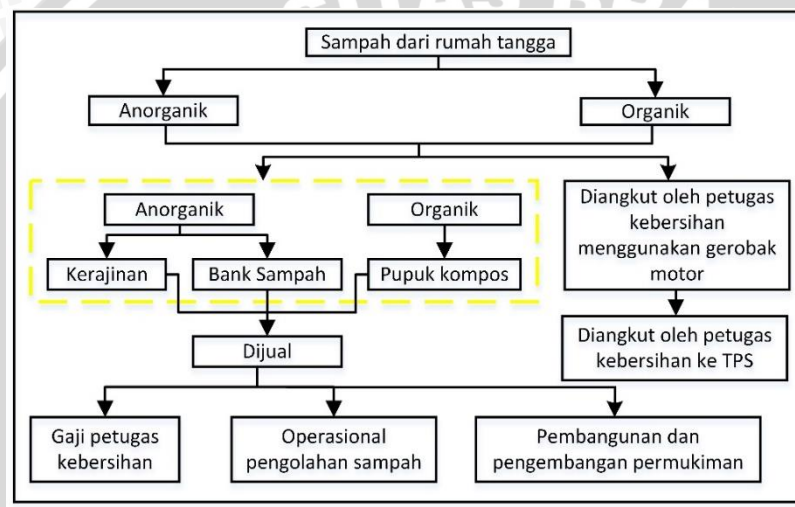 Sampah dari rumah tangga
Anorganik
Organik
Anorganik
Organik
Kerajinan
Bank Sampah
Pupuk kompos
Diangkut oleh petugas
kebersihan
menggunakan gerobak
motor
Dijual
Diangkut oleh petugas
kebersihan ke TPS
Gaji petugas
kebersihan
Operasional
pengolahan sampah
Pembangunan dan
pengembangan permukiman